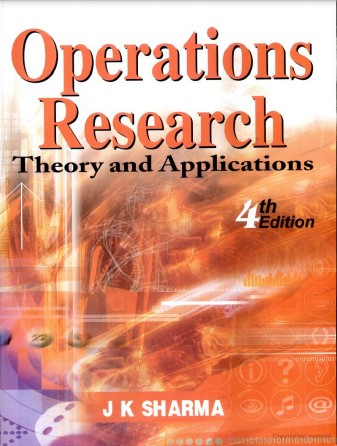 Operations
Research
Theory and Applications
4th
Edition
J K SHARMA